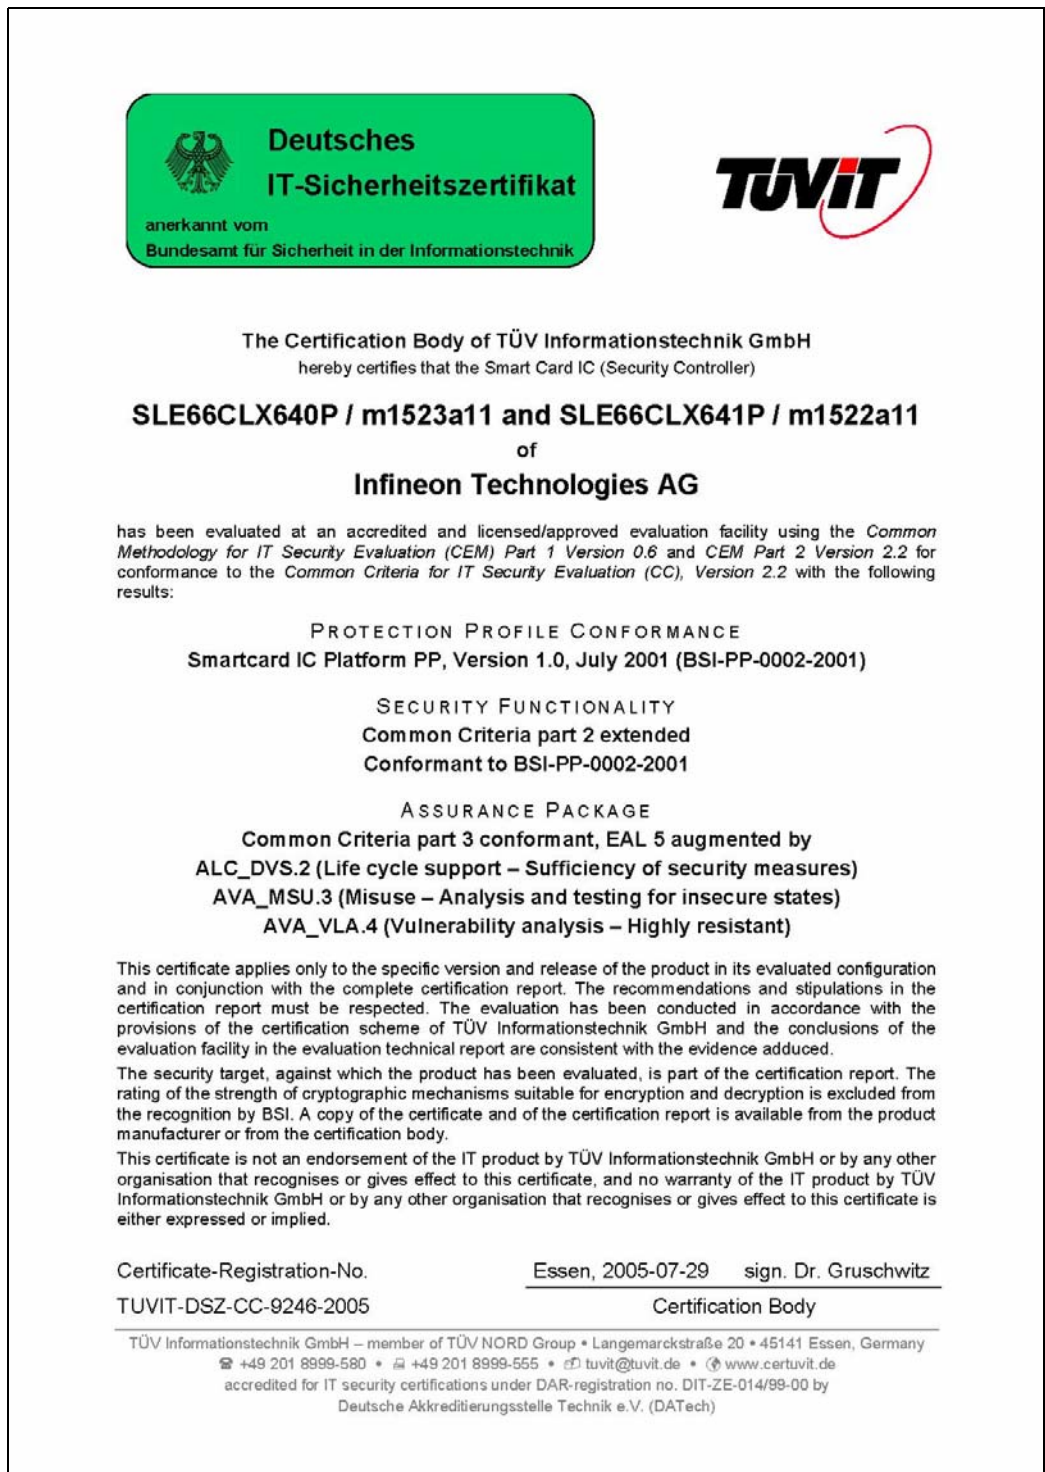 Deutsches
IT-Sicherheitszertifikat
anerkannt vom
Bundesamt für Sicherheit in der Informationstechnik
TÜViT
The Certification Body of TÜV Informationstechnik GmbH
hereby certifies that the Smart Card IC (Security Controller)
SLE66CLX640P / m1523a11 and SLE66CLX641P / m1522a11
of
Infineon Technologies AG
has been evaluated at an accredited and licensed/approved evaluation facility using the Common
Methodology for IT Security Evaluation (CEM) Part 1 Version 0.6 and CEM Part 2 Version 2.2 for
conformance to the Common Criteria for IT Security Evaluation (CC), Version 2.2 with the following
results:
PROTECTION PROFILE CONFORMANCE
Smartcard IC Platform PP, Version 1.0, July 2001 (BSI-PP-0002-2001)
SECURITY FUNCTIONALITY
Common Criteria part 2 extended
Conformant to BSI-PP-0002-2001
ASSURANCE PACKAGE
Common Criteria part 3 conformant, EAL 5 augmented by
ALC_DVS.2 (Life cycle support – Sufficiency of security measures)
AVA_MSU.3 (Misuse – Analysis and testing for insecure states)
AVA_VLA.4 (Vulnerability analysis – Highly resistant)
This certificate applies only to the specific version and release of the product in its evaluated configuration
and in conjunction with the complete certification report. The recommendations and stipulations in the
certification report must be respected. The evaluation has been conducted in accordance with the
provisions of the certification scheme of TÜV Informationstechnik GmbH and the conclusions of the
evaluation facility in the evaluation technical report are consistent with the evidence adduced.
The security target, against which the product has been evaluated, is part of the certification report. The
rating of the strength of cryptographic mechanisms suitable for encryption and decryption is excluded from
the recognition by BSI. A copy of the certificate and of the certification report is available from the product
manufacturer or from the certification body.
This certificate is not an endorsement of the IT product by TÜV Informationstechnik GmbH or by any other
organisation that recognises or gives effect to this certificate, and no warranty of the IT product by TÜV
Informationstechnik GmbH or by any other organisation that recognises or gives effect to this certificate is
either expressed or implied.
Certificate-Registration-No. Essen, 2005-07-29 sign. Dr. Gruschwitz
TUVIT-DSZ-CC-9246-2005 Certification Body
TÜV Informationstechnik GmbH – member of TÜV NORD Group • Langemarckstraße 20 • 45141 Essen, Germany
☎ +49 201 8999-580 • +49 201 8999-555 • tuvit@tuvit.de • www.certuvit.de
accredited for IT security certifications under DAR-registration no. DIT-ZE-014/99-00 by
Deutsche Akkreditierungsstelle Technik e.V. (DATech)